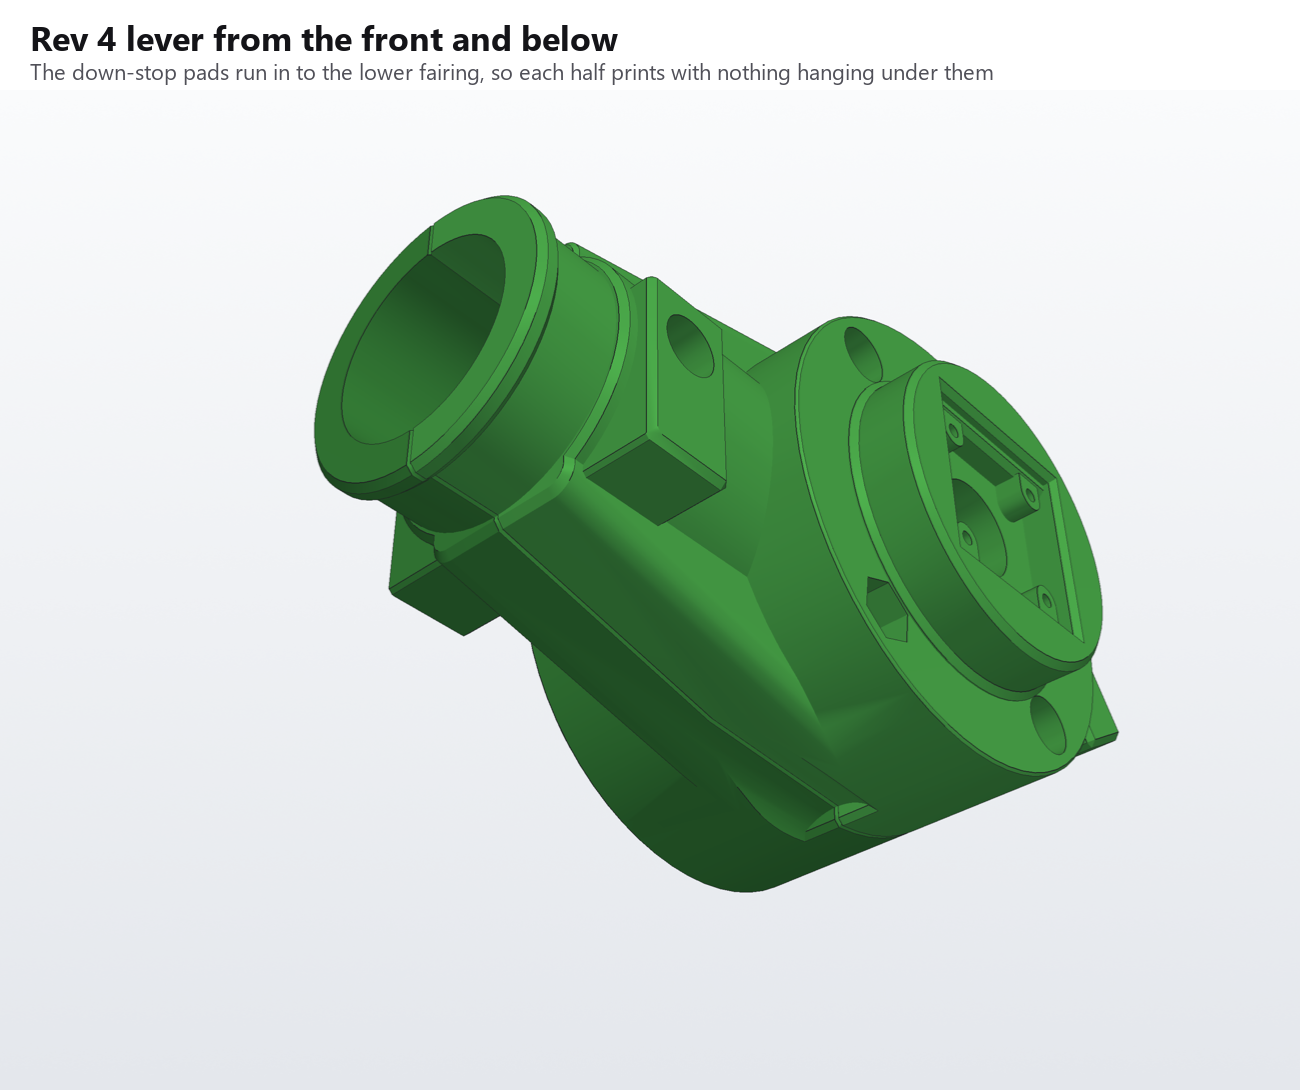 Rev 4 lever from the front and below
The down-stop pads run in to the lower fairing, so each half prints with nothing hanging under them